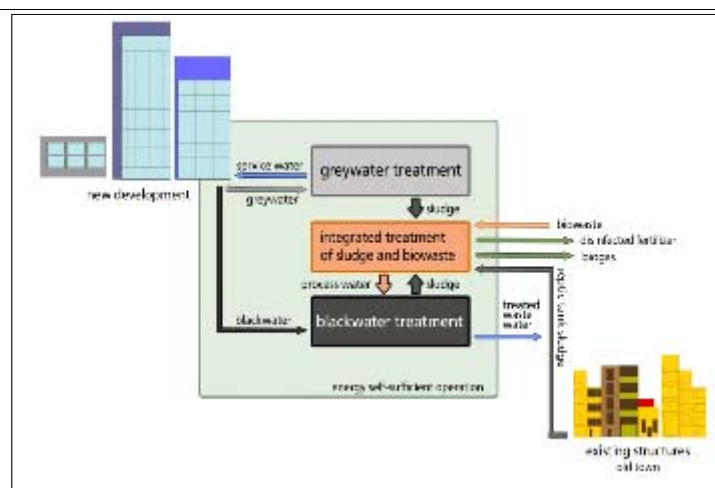 service water
greywater treatment
new development
greywater
sludge
biowaste
integrated treatment
of sludge and biowaste
disinfected fertilizer
biogas
process water
sludge
septic tank sludge
blackwater
blackwater treatment
treated
waste
water
energy self-sufficient operation
existing structures
old town